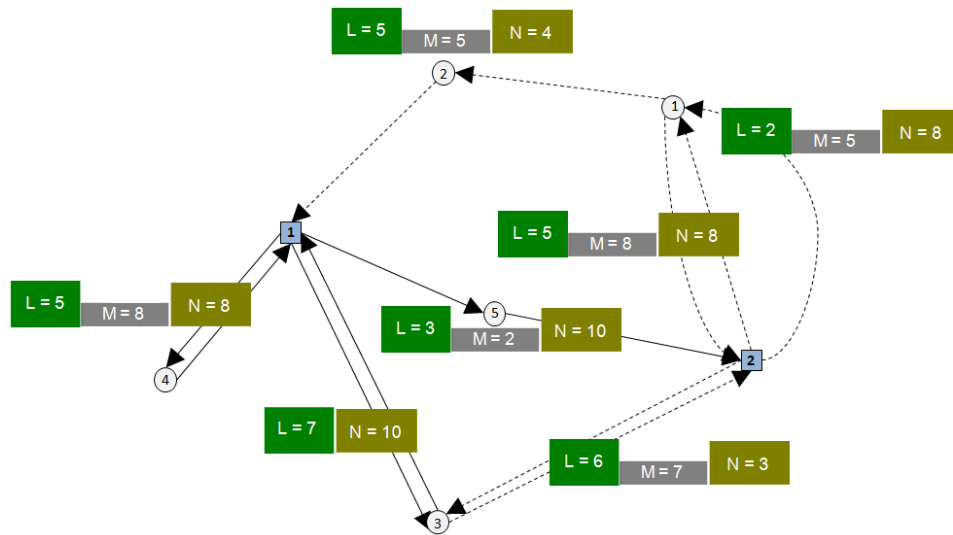 L = 5 M = 5 N = 4
2
1
L = 2 M = 5 N = 8
1
L = 5 M = 8 N = 8
L = 5 M = 8 N = 8
5
L = 3 M = 2 N = 10
2
4
L = 7 N = 10
L = 6 M = 7 N = 3
3